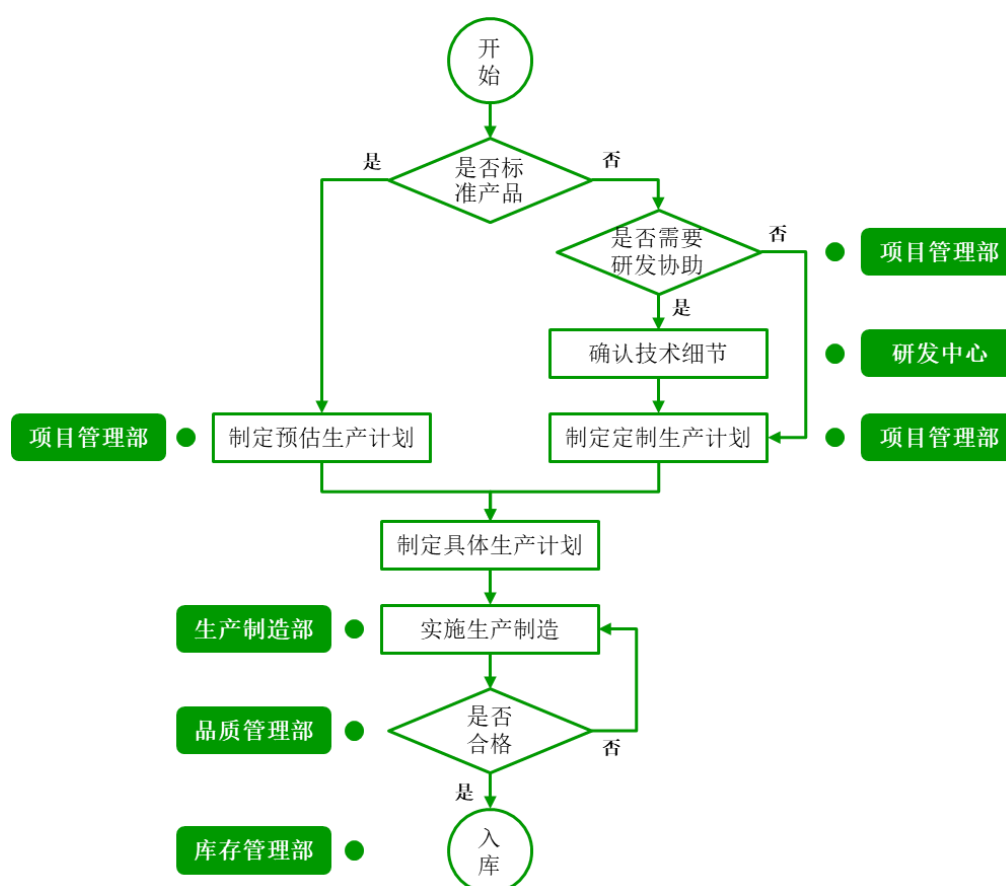 开
始
是
否
是否标
准产品
是否需要
研发协助
否
项目管理部
是
确认技术细节
研发中心
项目管理部
制定预估生产计划
制定定制生产计划
项目管理部
制定具体生产计划
生产制造部
实施生产制造
品质管理部
是否
合格
否
是
库存管理部
入
库